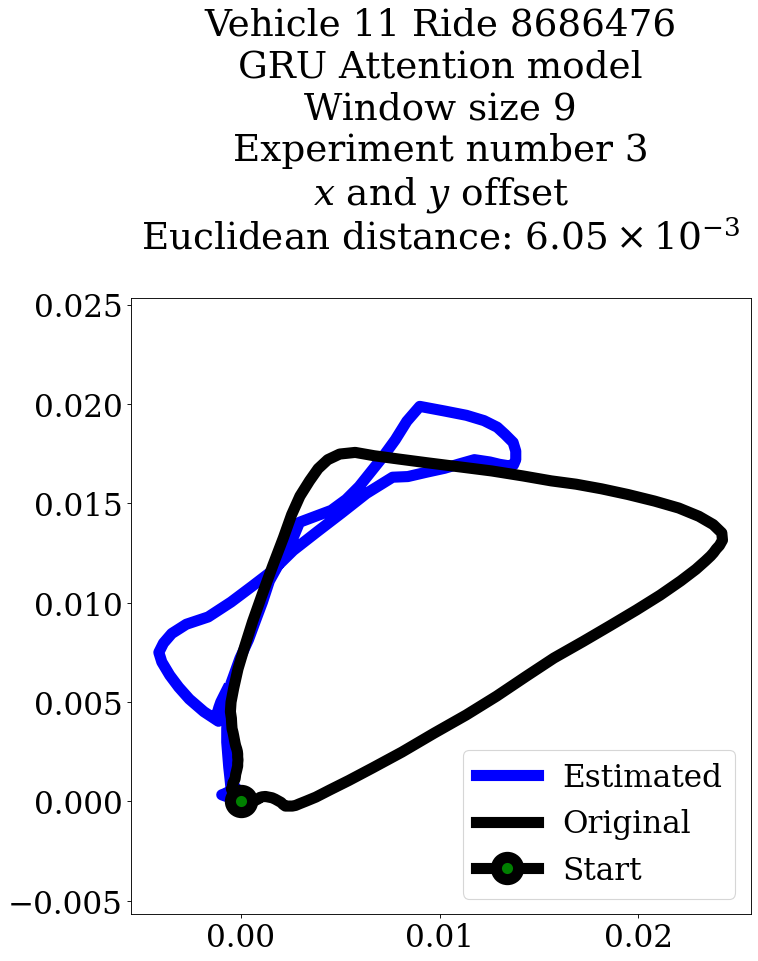 Vehicle 11 Ride 8686476
GRU Attention model
Window size 9
Experiment number 3
x and y offset
Euclidean distance: 6.05 × 10⁻³
0.025
0.020
0.015
0.010
0.005
0.000
−0.005
Estimated
Original
Start
0.00 0.01 0.02